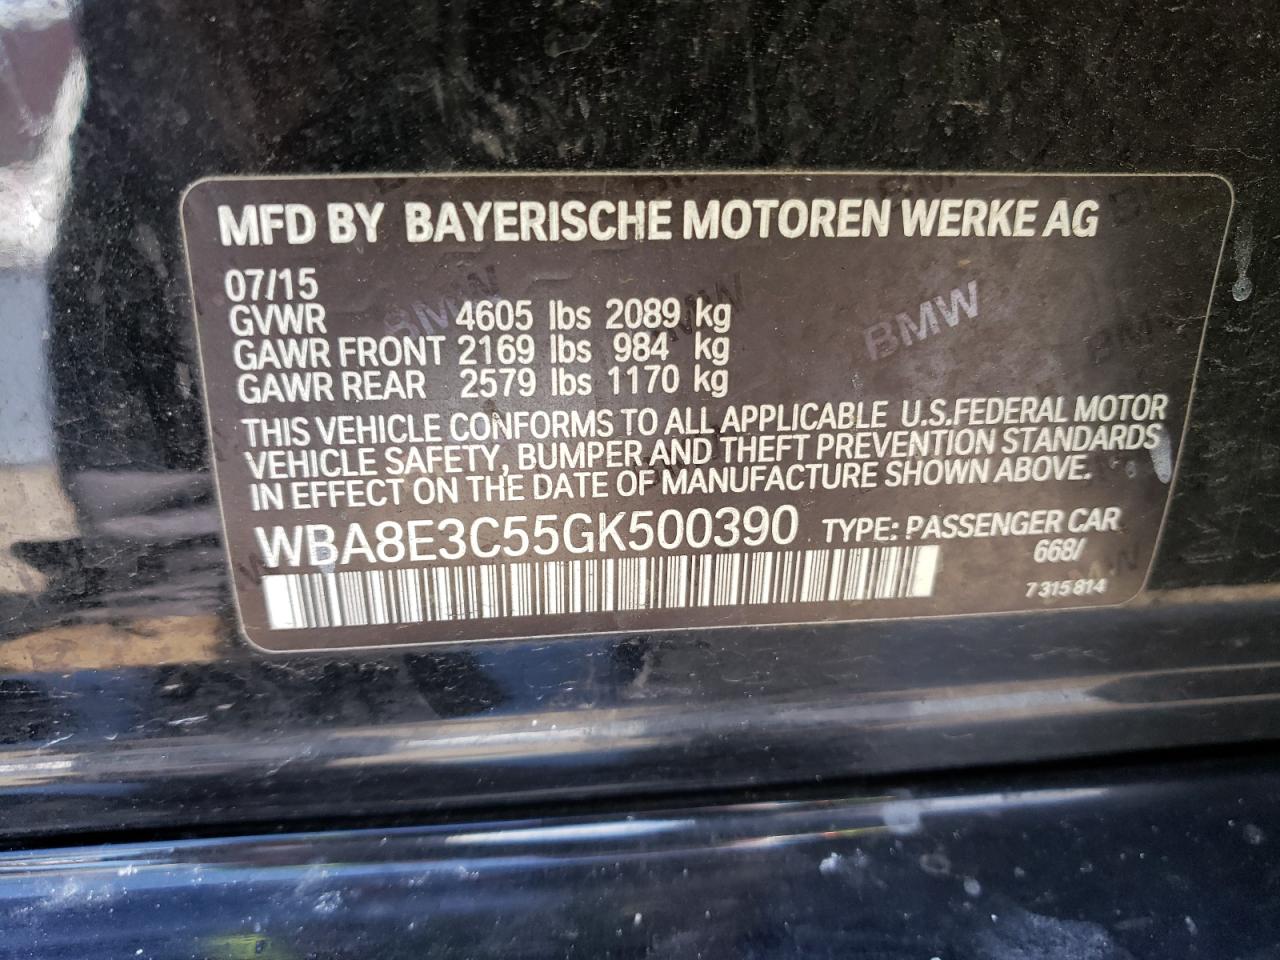 MFD BY BAYERISCHE MOTOREN WERKE AG
07/15
GVWR 4605 lbs 2089 kg
GAWR FRONT 2169 lbs 984 kg
GAWR REAR 2579 lbs 1170 kg
THIS VEHICLE CONFORMS TO ALL APPLICABLE U.S.FEDERAL MOTOR
VEHICLE SAFETY, BUMPER,AND THEFT PREVENTION STANDARDS
IN EFFECT ON THE DATE OF MANUFACTURE SHOWN ABOVE.
WBA8E3C55GK500390 TYPE: PASSENGER CAR
668/
7 315 814
BMW
BMW